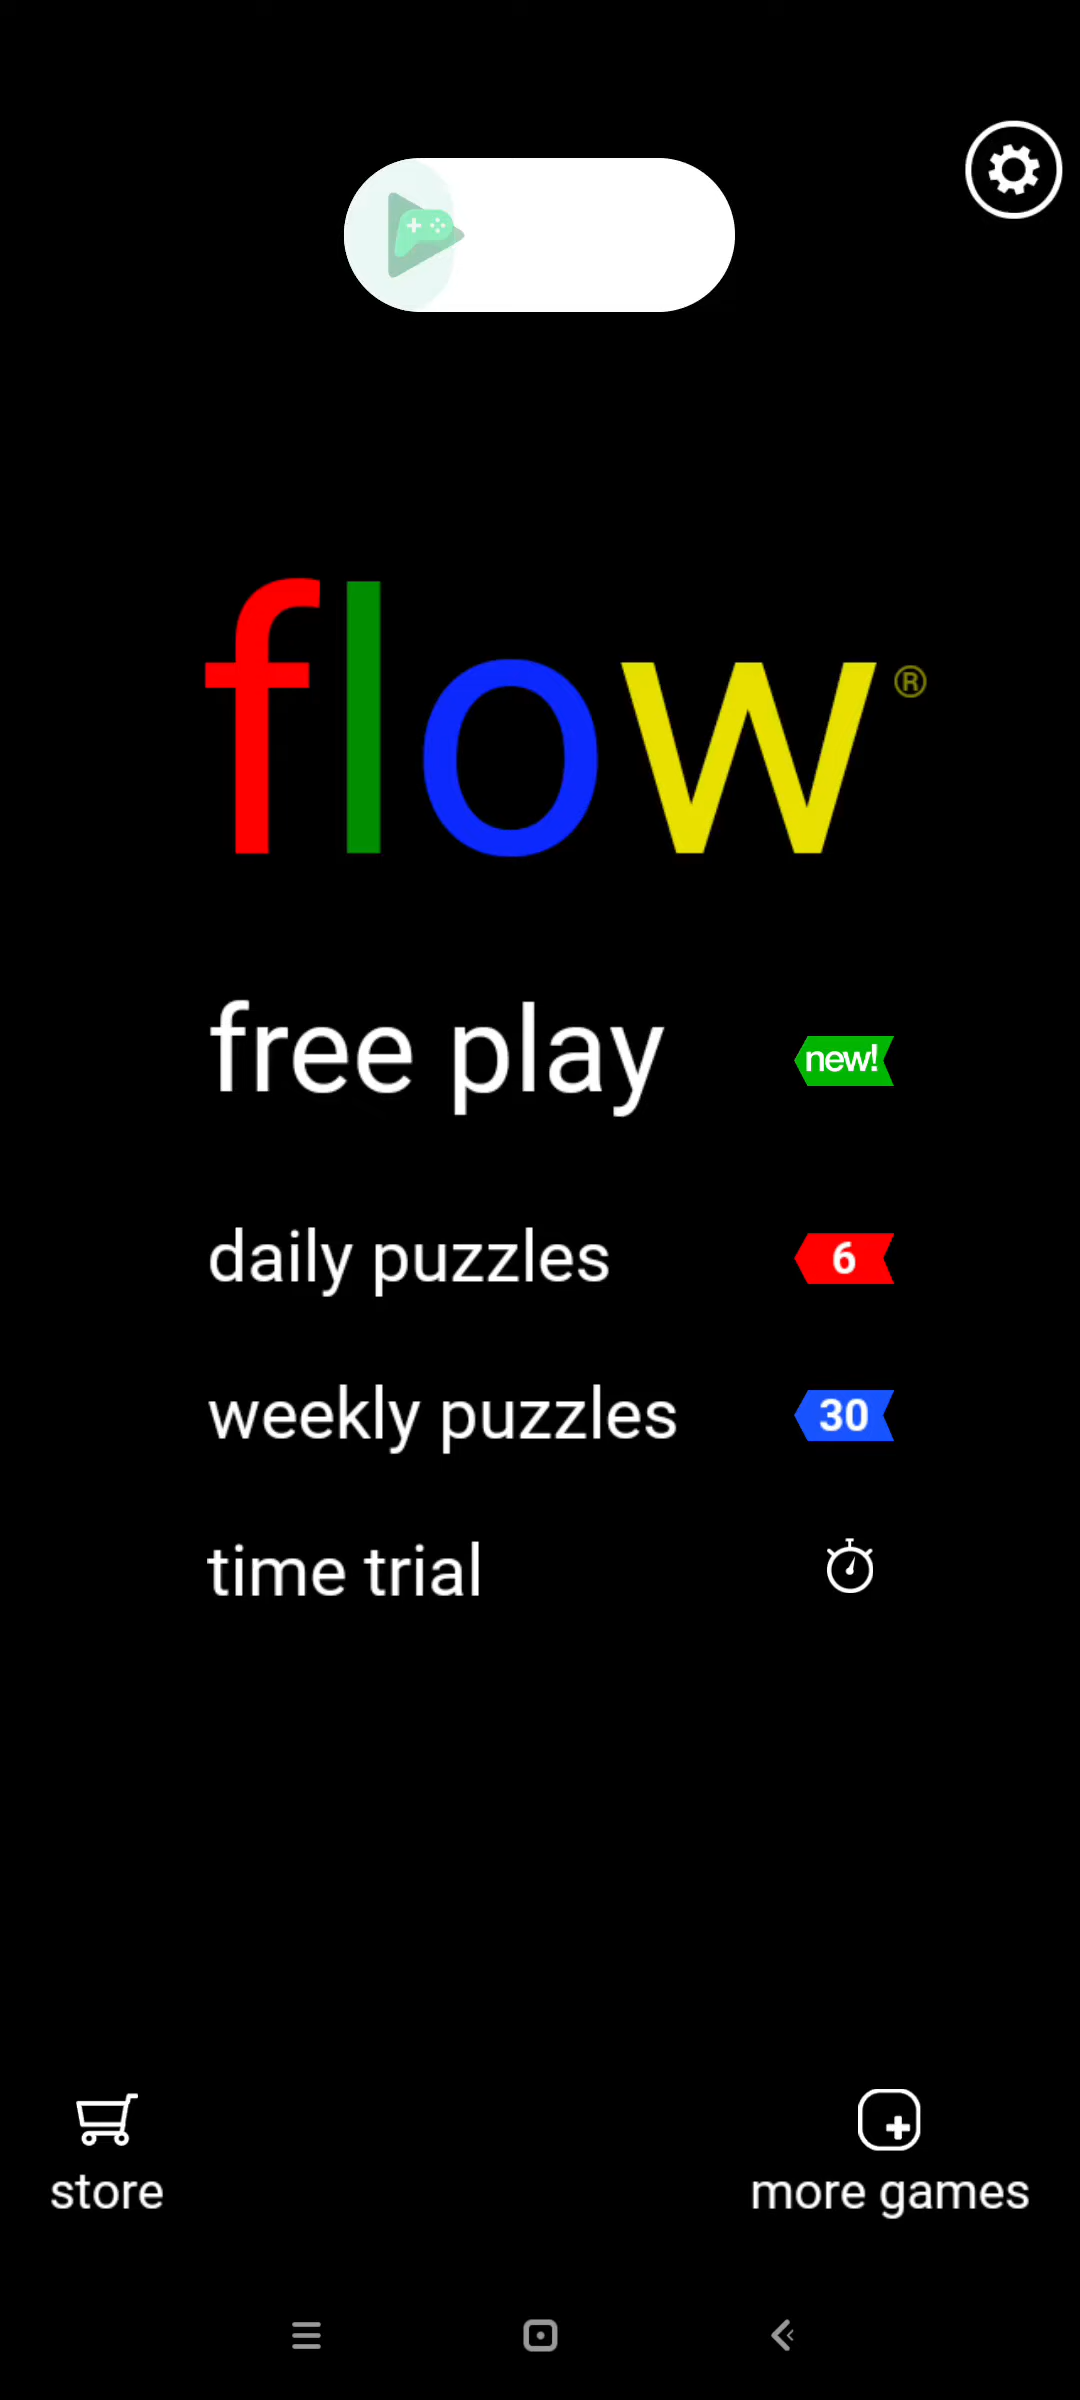 flow®
free play new!
daily puzzles 6
weekly puzzles 30
time trial
store more games